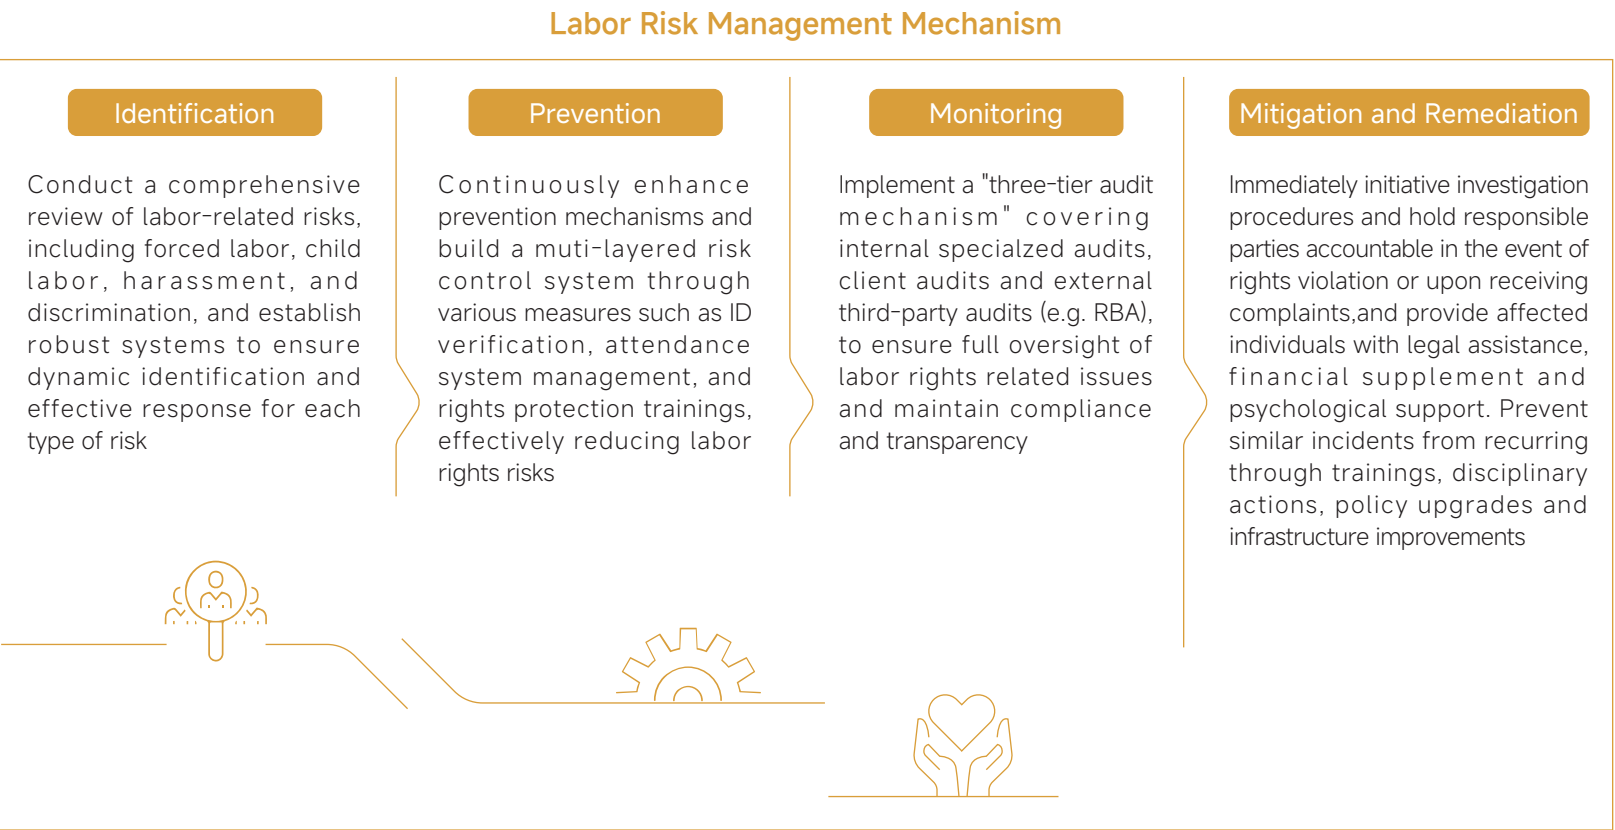 Labor Risk Management Mechanism
Identification
Conduct a comprehensive
review of labor-related risks,
including forced labor, child
labor, harassment, and
discrimination, and establish
robust systems to ensure
dynamic identification and
effective response for each
type of risk
Prevention
Continuously enhance
prevention mechanisms and
build a muti-layered risk
control system through
various measures such as ID
verification, attendance
system management, and
rights protection trainings,
effectively reducing labor
rights risks
Monitoring
Implement a "three-tier audit
mechanism" covering
internal specialzed audits,
client audits and external
third-party audits (e.g. RBA),
to ensure full oversight of
labor rights related issues
and maintain compliance
and transparency
Mitigation and Remediation
Immediately initiative investigation
procedures and hold responsible
parties accountable in the event of
rights violation or upon receiving
complaints,and provide affected
individuals with legal assistance,
financial supplement and
psychological support. Prevent
similar incidents from recurring
through trainings, disciplinary
actions, policy upgrades and
infrastructure improvements